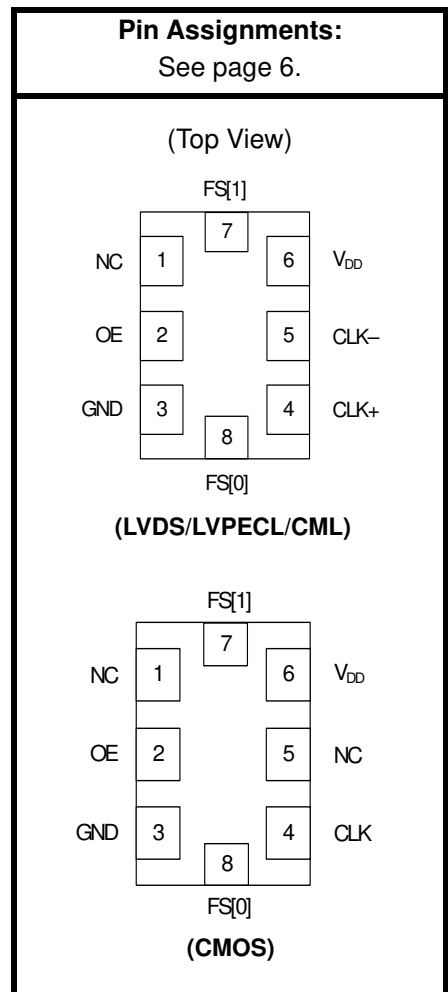 Pin Assignments:
See page 6.
(Top View)
FS[1]
7
NC 1 6 VDD
OE 2 5 CLK–
GND 3 4 CLK+
8
FS[0]
(LVDS/LVPECL/CML)
FS[1]
7
NC 1 6 VDD
OE 2 5 NC
GND 3 4 CLK
8
FS[0]
(CMOS)